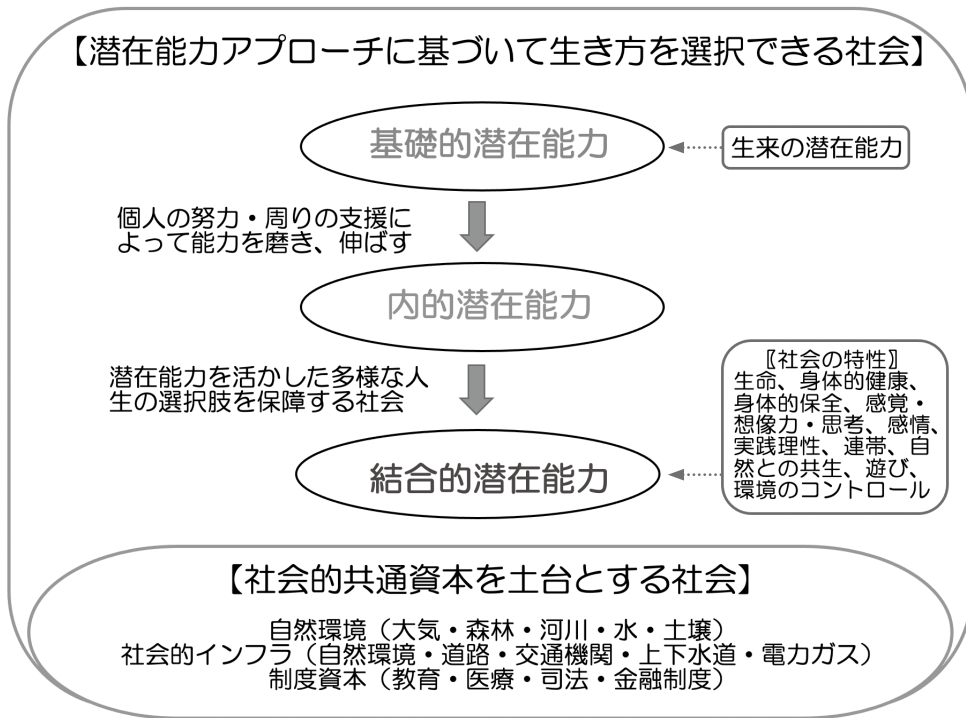 【潜在能力アプローチに基づいて生き方を選択できる社会】
基礎的潜在能力
生来の潜在能力
個人の努力・周りの支援に
よって能力を磨き、伸ばす
内的潜在能力
潜在能力を活かした多様な人
生の選択肢を保障する社会
〖社会の特性〗
生命、身体的健康、
身体的保全、感覚・
想像力・思考、感情、
実践理性、連帯、自
然との共生、遊び、
環境のコントロール
結合的潜在能力
【社会的共通資本を土台とする社会】
自然環境（大気・森林・河川・水・土壌）
社会的インフラ（自然環境・道路・交通機関・上下水道・電力ガス）
制度資本（教育・医療・司法・金融制度）